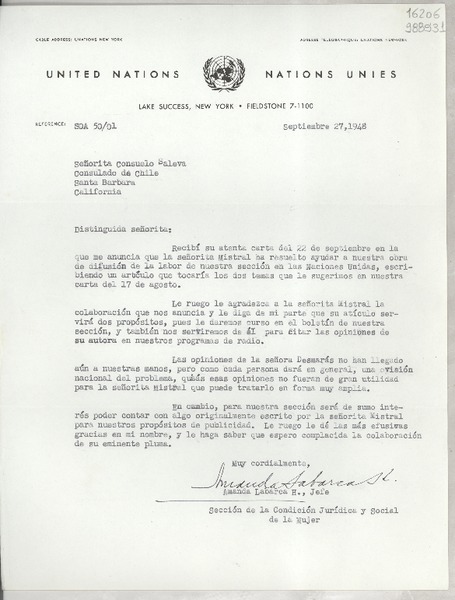 16206
988931
CABLE ADDRESS: UNATIONS NEW YORK
UNITED NATIONS
NATIONS UNIES
LAKE SUCCESS, NEW YORK • FIELDSTONE 7-1100
REFERENCE: SOA 50/01
Septiembre 27,1948
Señorita Consuelo Saleva
Consulado de Chile
Santa Barbara
California
Distinguida señorita:
Recibí su atenta carta del 22 de septiembre en la
que me anuncia que la señorita Mistral ha resuelto ayudar a nuestra obra
de difusión de la labor de nuestra sección en las Naciones Unidas, escri-
biendo un artículo que tocaría los dos temas que le sugerimos en nuestra
carta del 17 de agosto.
Le ruego le agradezca a la señorita Mistral la
colaboración que nos anuncia y le diga de mi parte que su atículo ser-
virá dos propósitos, pues le daremos curso en el boletín de nuestra
sección, y también nos serviremos de él para citar las opiniones de
su autora en nuestros programas de radio.
Las opiniones de la señora Desmarás no han llegado
aún a nuestras manos, pero como cada persona dará en general, una ovisión
nacional del problema, quizás esas opiniones no fueran de gran utilidad
para la señorita Mistral que puede tratarlo en forma muy amplia.
En cambio, para nuestra sección será de sumo inte-
rés poder contar con algo originalmente escrito por la señorita Mistral
para nuestros propósitos de publicidad. Le ruego le dé las más efusivas
gracias en mi nombre, y le haga saber que espero complacida la colaboración
de su eminente pluma.
Muy cordialmente,
Amanda Labarca H.
Amanda Labarca H., Jefe
Sección de la Condición Jurídica y Social
de la Mujer